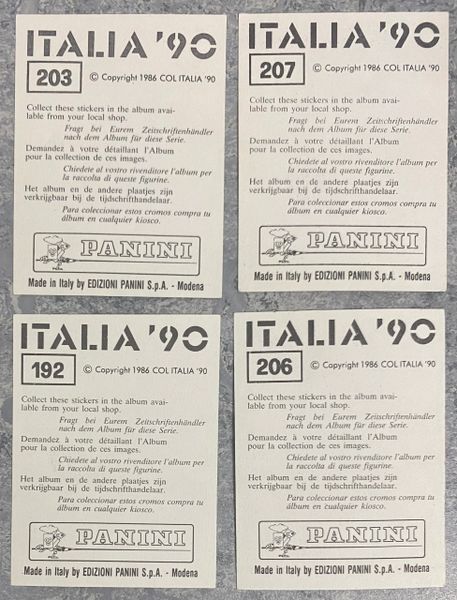 ITALIA '90
203 © Copyright 1986 COL ITALIA '90
Collect these stickers in the album avai-
lable from your local shop.
Fragt bei Eurem Zeitschriftenhändler
nach dem Album für diese Serie.
Demandez à votre détaillant l'Album
pour la collection de ces images.
Chiedete al vostro rivenditore l'album per
la raccolta di queste figurine.
Het album en de andere plaatjes zijn
verkrijgbaar bij de tijdschrifthandelaar.
Para coleccionar estos cromos compra tu
álbum en cualquier kiosco.
PANINI
Made in Italy by EDIZIONI PANINI S.p.A. - Modena
ITALIA '90
207 © Copyright 1986 COL ITALIA '90
Collect these stickers in the album avai-
lable from your local shop.
Fragt bei Eurem Zeitschriftenhändler
nach dem Album für diese Serie.
Demandez à votre détaillant l'Album
pour la collection de ces images.
Chiedete al vostro rivenditore l'album per
la raccolta di queste figurine.
Het album en de andere plaatjes zijn
verkrijgbaar bij de tijdschrifthandelaar.
Para coleccionar estos cromos compra tu
álbum en cualquier kiosco.
PANINI
Made in Italy by EDIZIONI PANINI S.p.A. - Modena
ITALIA '90
192 © Copyright 1986 COL ITALIA '90
Collect these stickers in the album avai-
lable from your local shop.
Fragt bei Eurem Zeitschriftenhändler
nach dem Album für diese Serie.
Demandez à votre détaillant l'Album
pour la collection de ces images.
Chiedete al vostro rivenditore l'album per
la raccolta di queste figurine.
Het album en de andere plaatjes zijn
verkrijgbaar bij de tijdschrifthandelaar.
Para coleccionar estos cromos compra tu
álbum en cualquier kiosco.
PANINI
Made in Italy by EDIZIONI PANINI S.p.A. - Modena
ITALIA '90
206 © Copyright 1986 COL ITALIA '90
Collect these stickers in the album avai-
lable from your local shop.
Fragt bei Eurem Zeitschriftenhändler
nach dem Album für diese Serie.
Demandez à votre détaillant l'Album
pour la collection de ces images.
Chiedete al vostro rivenditore l'album per
la raccolta di queste figurine.
Het album en de andere plaatjes zijn
verkrijgbaar bij de tijdschrifthandelaar.
Para coleccionar estos cromos compra tu
álbum en cualquier kiosco.
PANINI
Made in Italy by EDIZIONI PANINI S.p.A. - Modena